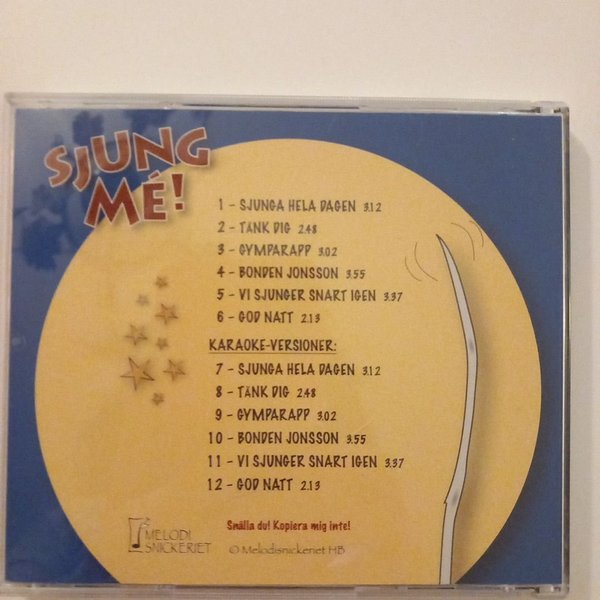 SJUNG
MÉ!
1 - SJUNGA HELA DAGEN 3.12
2 - TÄNK DIG 2.48
3 - GYMPARAPP 3.02
4 - BONDEN JONSSON 3.55
5 - VI SJUNGER SNART IGEN 3.37
6 - GOD NATT 2.13
KARAOKE-VERSIONER:
7 - SJUNGA HELA DAGEN 3.12
8 - TÄNK DIG 2.48
9 - GYMPARAPP 3.02
10 - BONDEN JONSSON 3.55
11 - VI SJUNGER SNART IGEN 3.37
12 - GOD NATT 2.13
MELODI
SNICKERIET
Snälla du! Kopiera mig inte!
© Melodisnickeriet HB